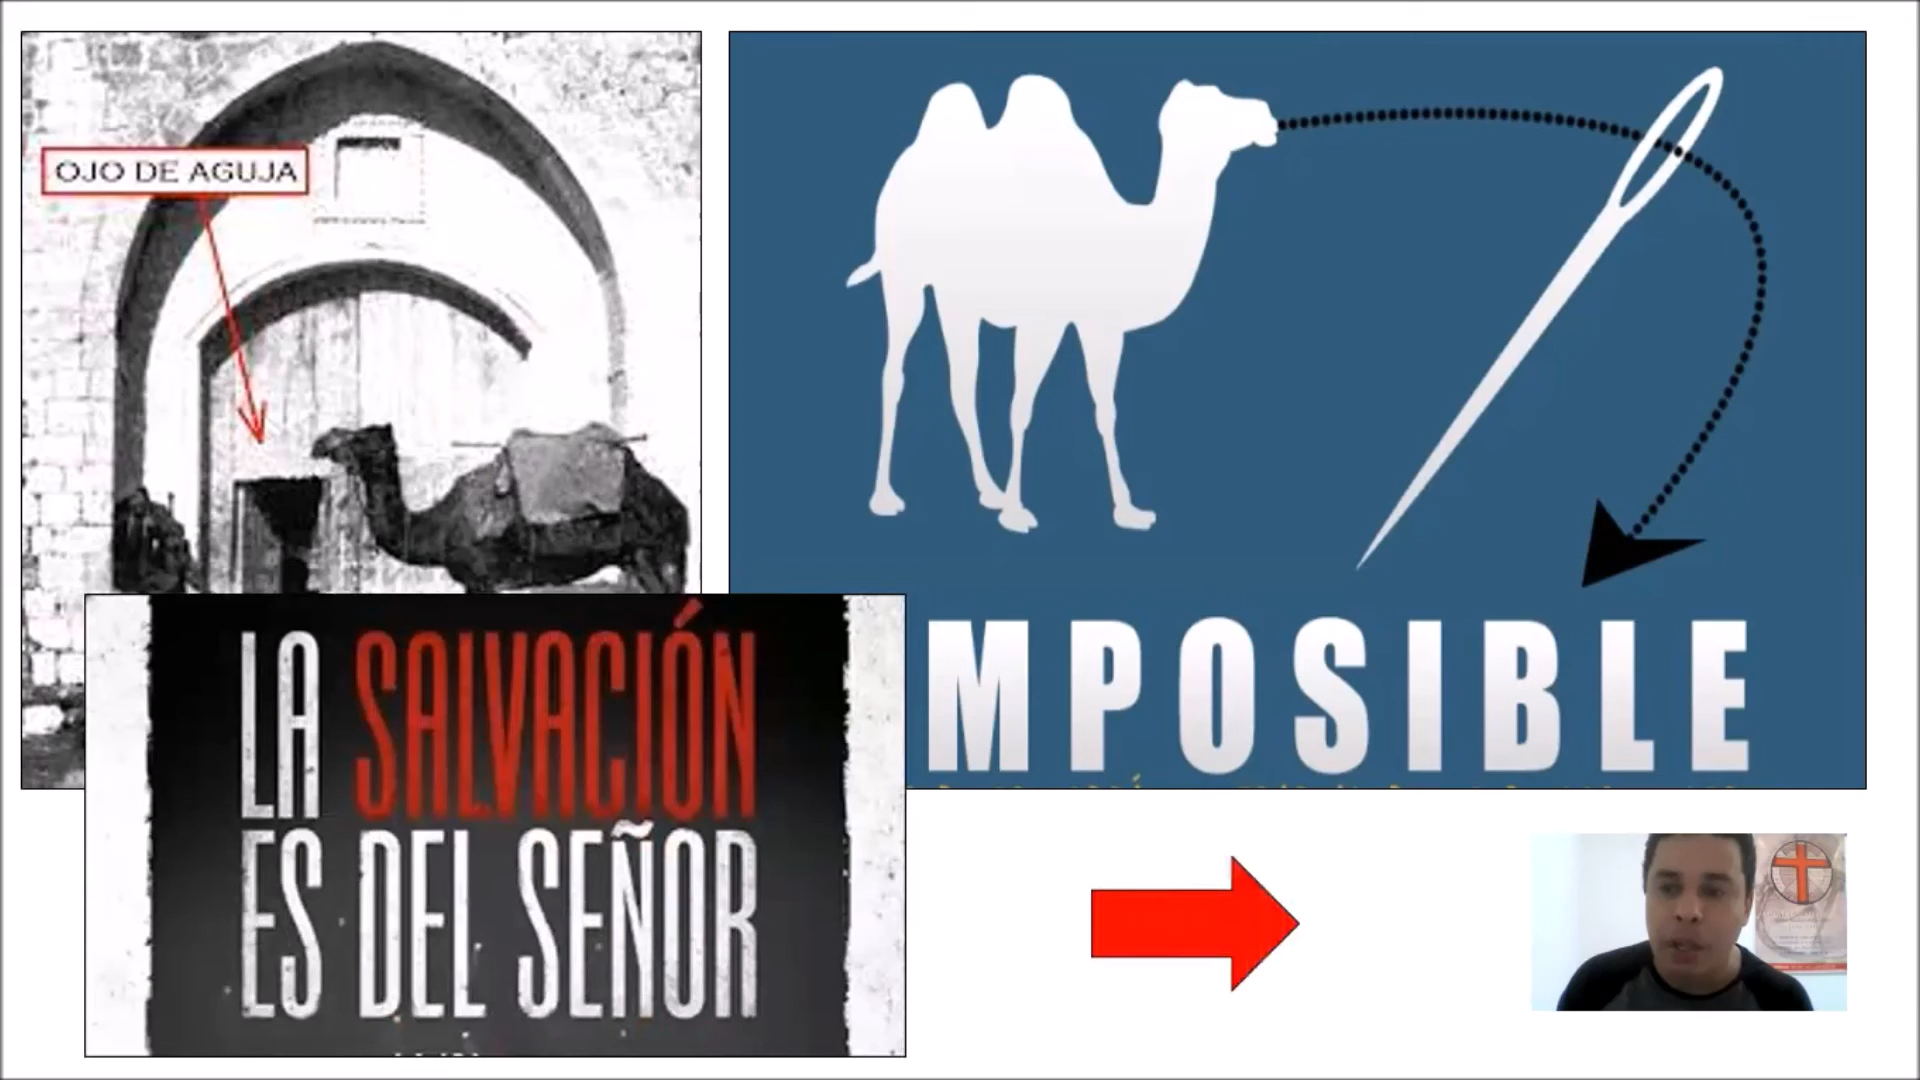 OJO DE AGUJA
MPOSIBLE
LA SALVACIÓN
ES DEL SEÑOR